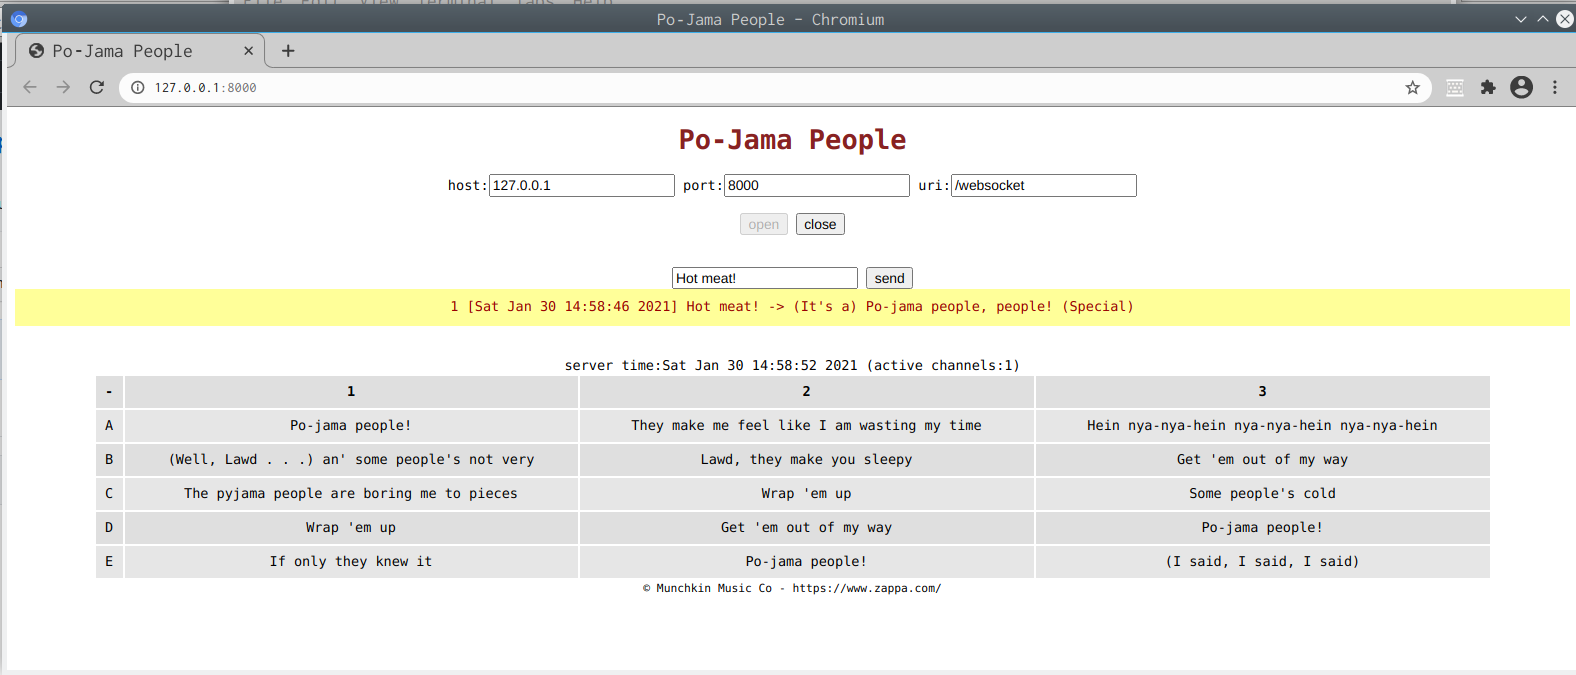 File Edit View Terminal Tabs Help
Po-Jama People – Chromium
Po-Jama People
127.0.0.1:8000
Po-Jama People
host: 127.0.0.1 port: 8000 uri: /websocket
open close
Hot meat! send
1 [Sat Jan 30 14:58:46 2021] Hot meat! -> (It's a) Po-jama people, people! (Special)
server time:Sat Jan 30 14:58:52 2021 (active channels:1)
- 1 2 3
A Po-jama people! They make me feel like I am wasting my time Hein nya-nya-hein nya-nya-hein nya-nya-hein
B (Well, Lawd . . .) an' some people's not very Lawd, they make you sleepy Get 'em out of my way
C The pyjama people are boring me to pieces Wrap 'em up Some people's cold
D Wrap 'em up Get 'em out of my way Po-jama people!
E If only they knew it Po-jama people! (I said, I said, I said)
© Munchkin Music Co - https://www.zappa.com/